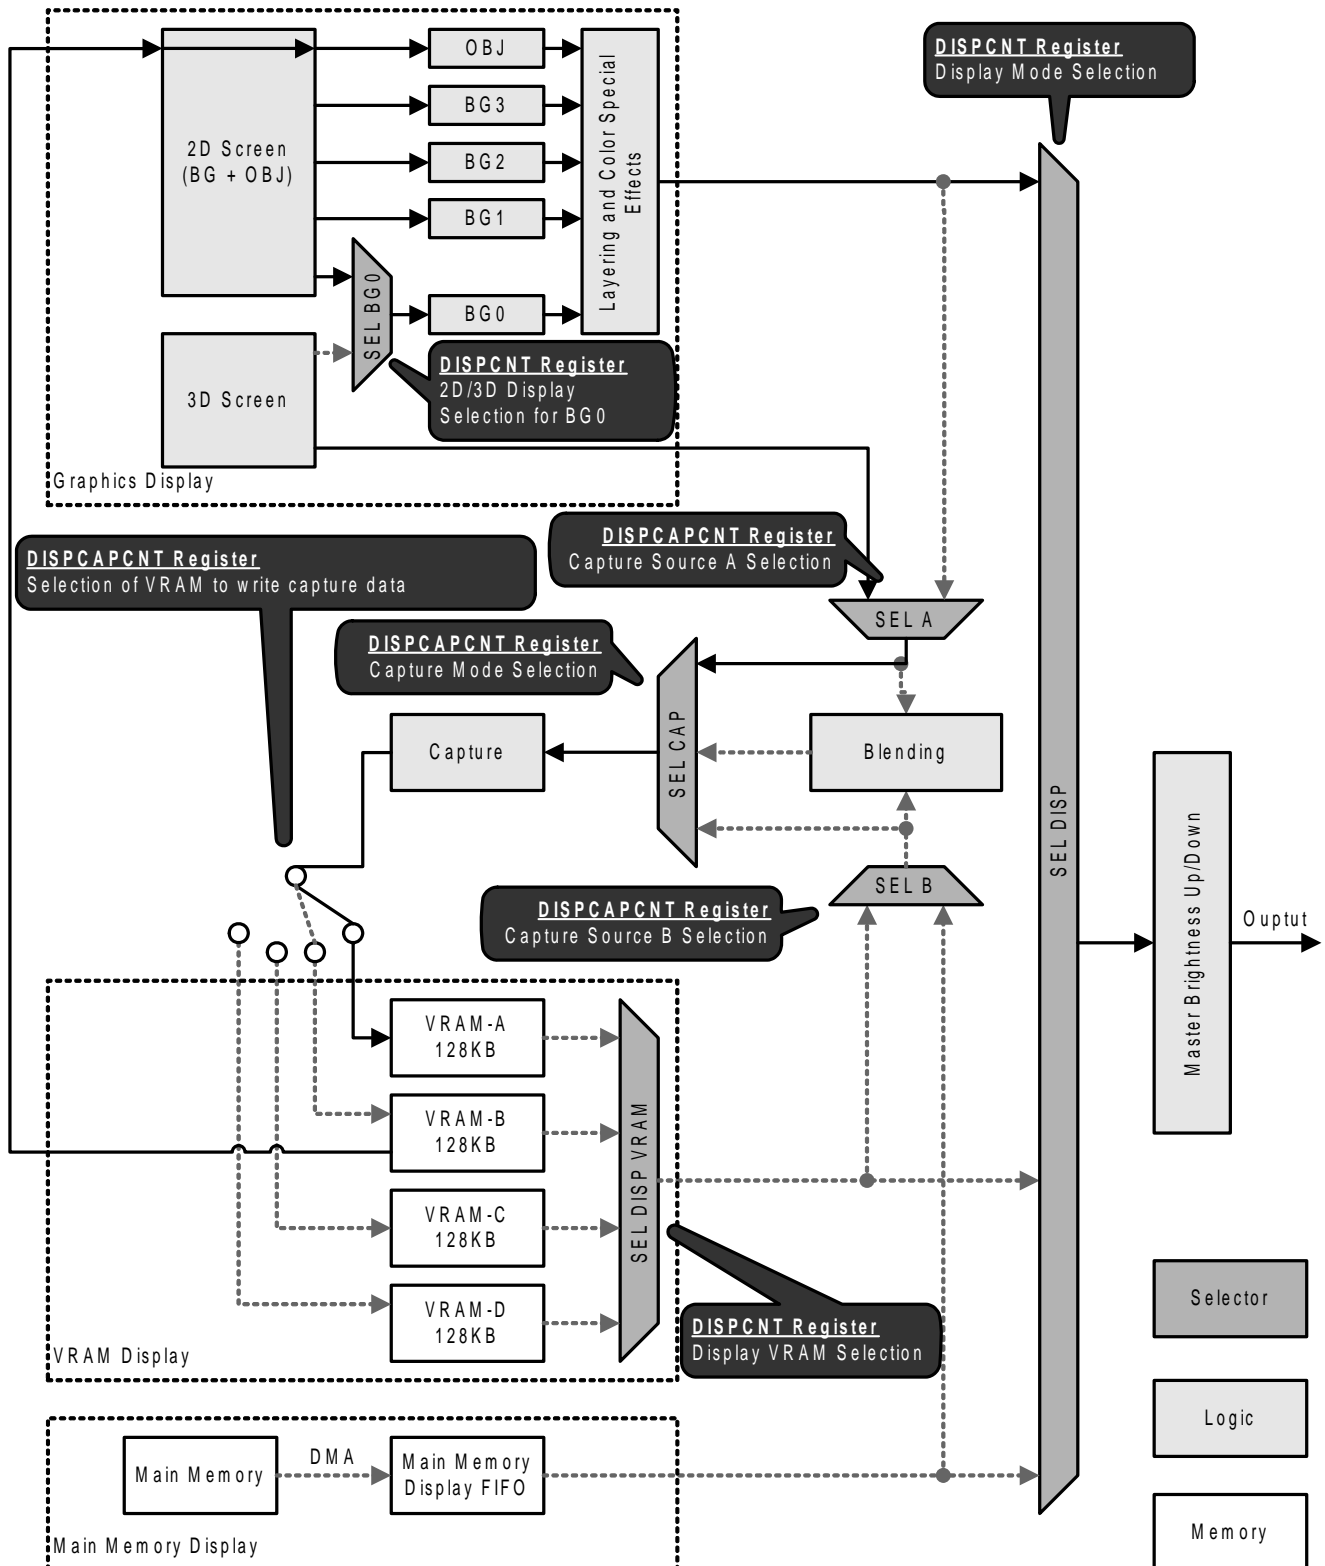 OBJ
DISPCNT Register
Display Mode Selection
BG3
2D Screen
(BG + OBJ)
BG2
BG1
Layering and Color Special
Effects
SEL BG0
BG0
DISPCNT Register
2D/3D Display
Selection for BG0
3D Screen
Graphics Display
DISPCAPCNT Register
Capture Source A Selection
DISPCAPCNT Register
Selection of VRAM to write capture data
SEL A
DISPCAPCNT Register
Capture Mode Selection
Capture
SEL CAP
Blending
SEL DISP
Master Brightness Up/Down
SEL B
DISPCAPCNT Register
Capture Source B Selection
Ouptut
VRAM-A
128KB
VRAM-B
128KB
SEL DISP VRAM
VRAM-C
128KB
VRAM-D
128KB
DISPCNT Register
Display VRAM Selection
VRAM Display
Selector
Logic
DMA
Main Memory
Main Memory
Display FIFO
Main Memory Display
Memory